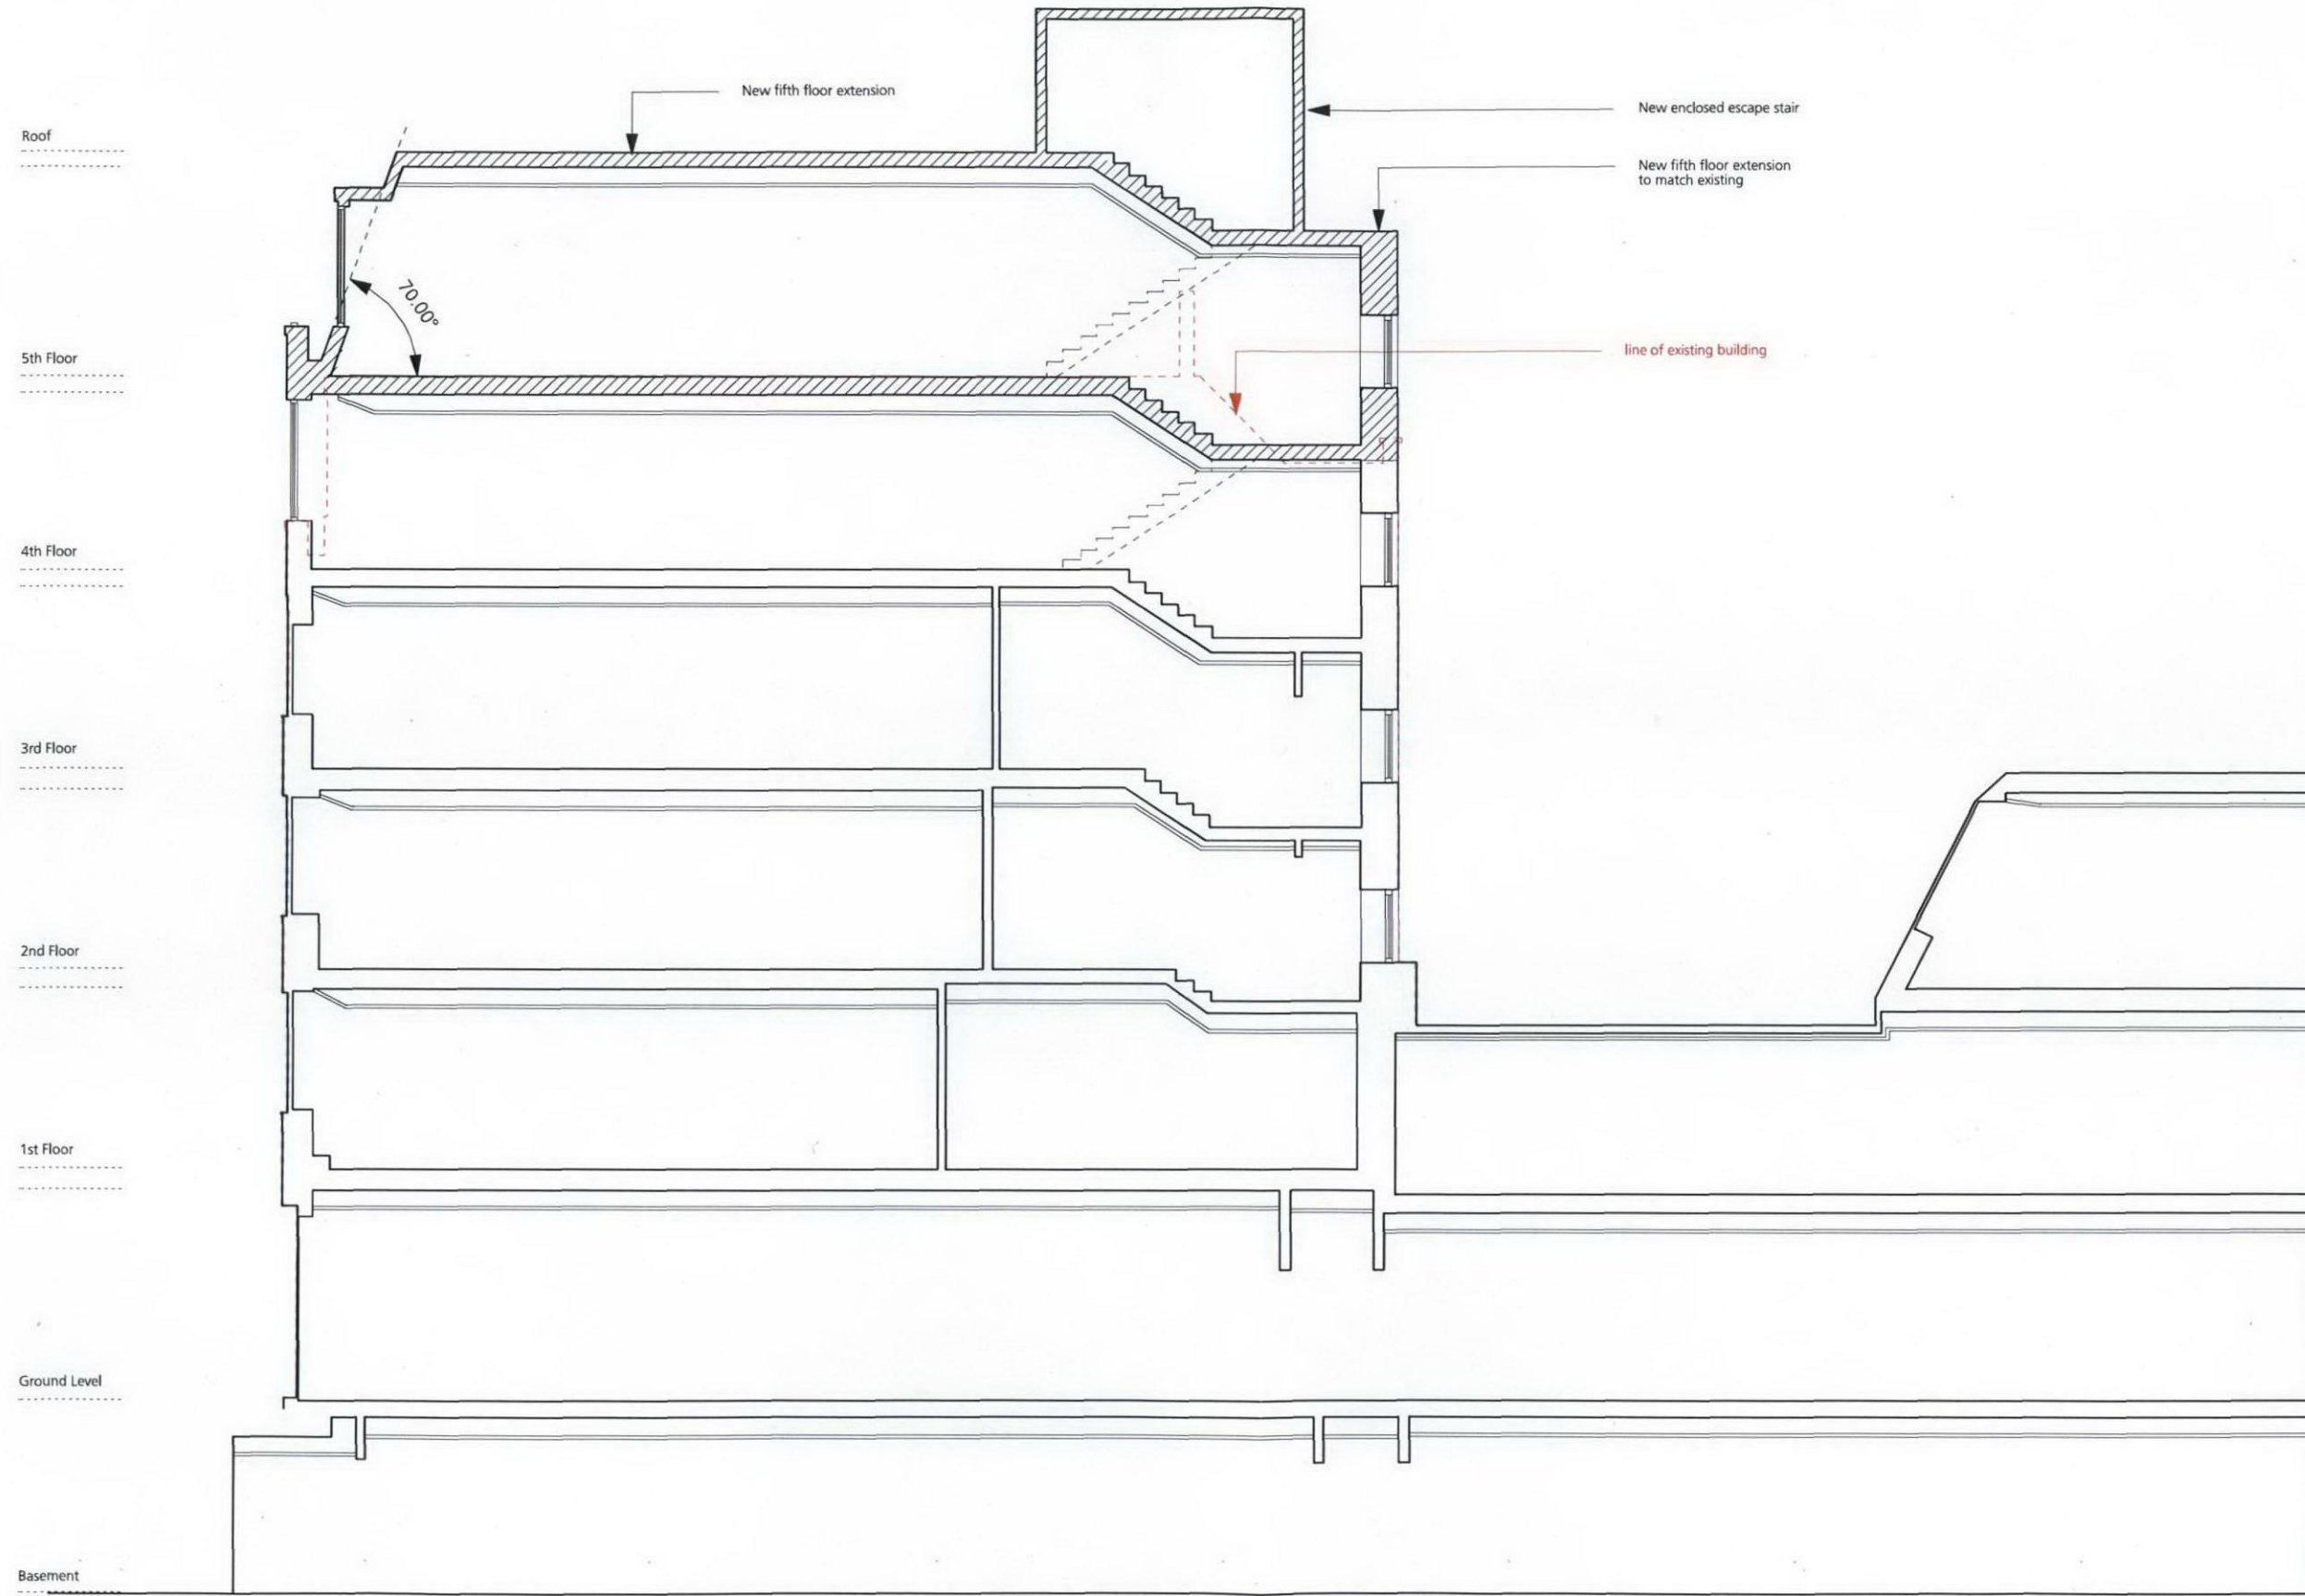 New fifth floor extension
New enclosed escape stair
Roof
New fifth floor extension
to match existing
70.00°
line of existing building
5th Floor
4th Floor
3rd Floor
2nd Floor
1st Floor
Ground Level
Basement